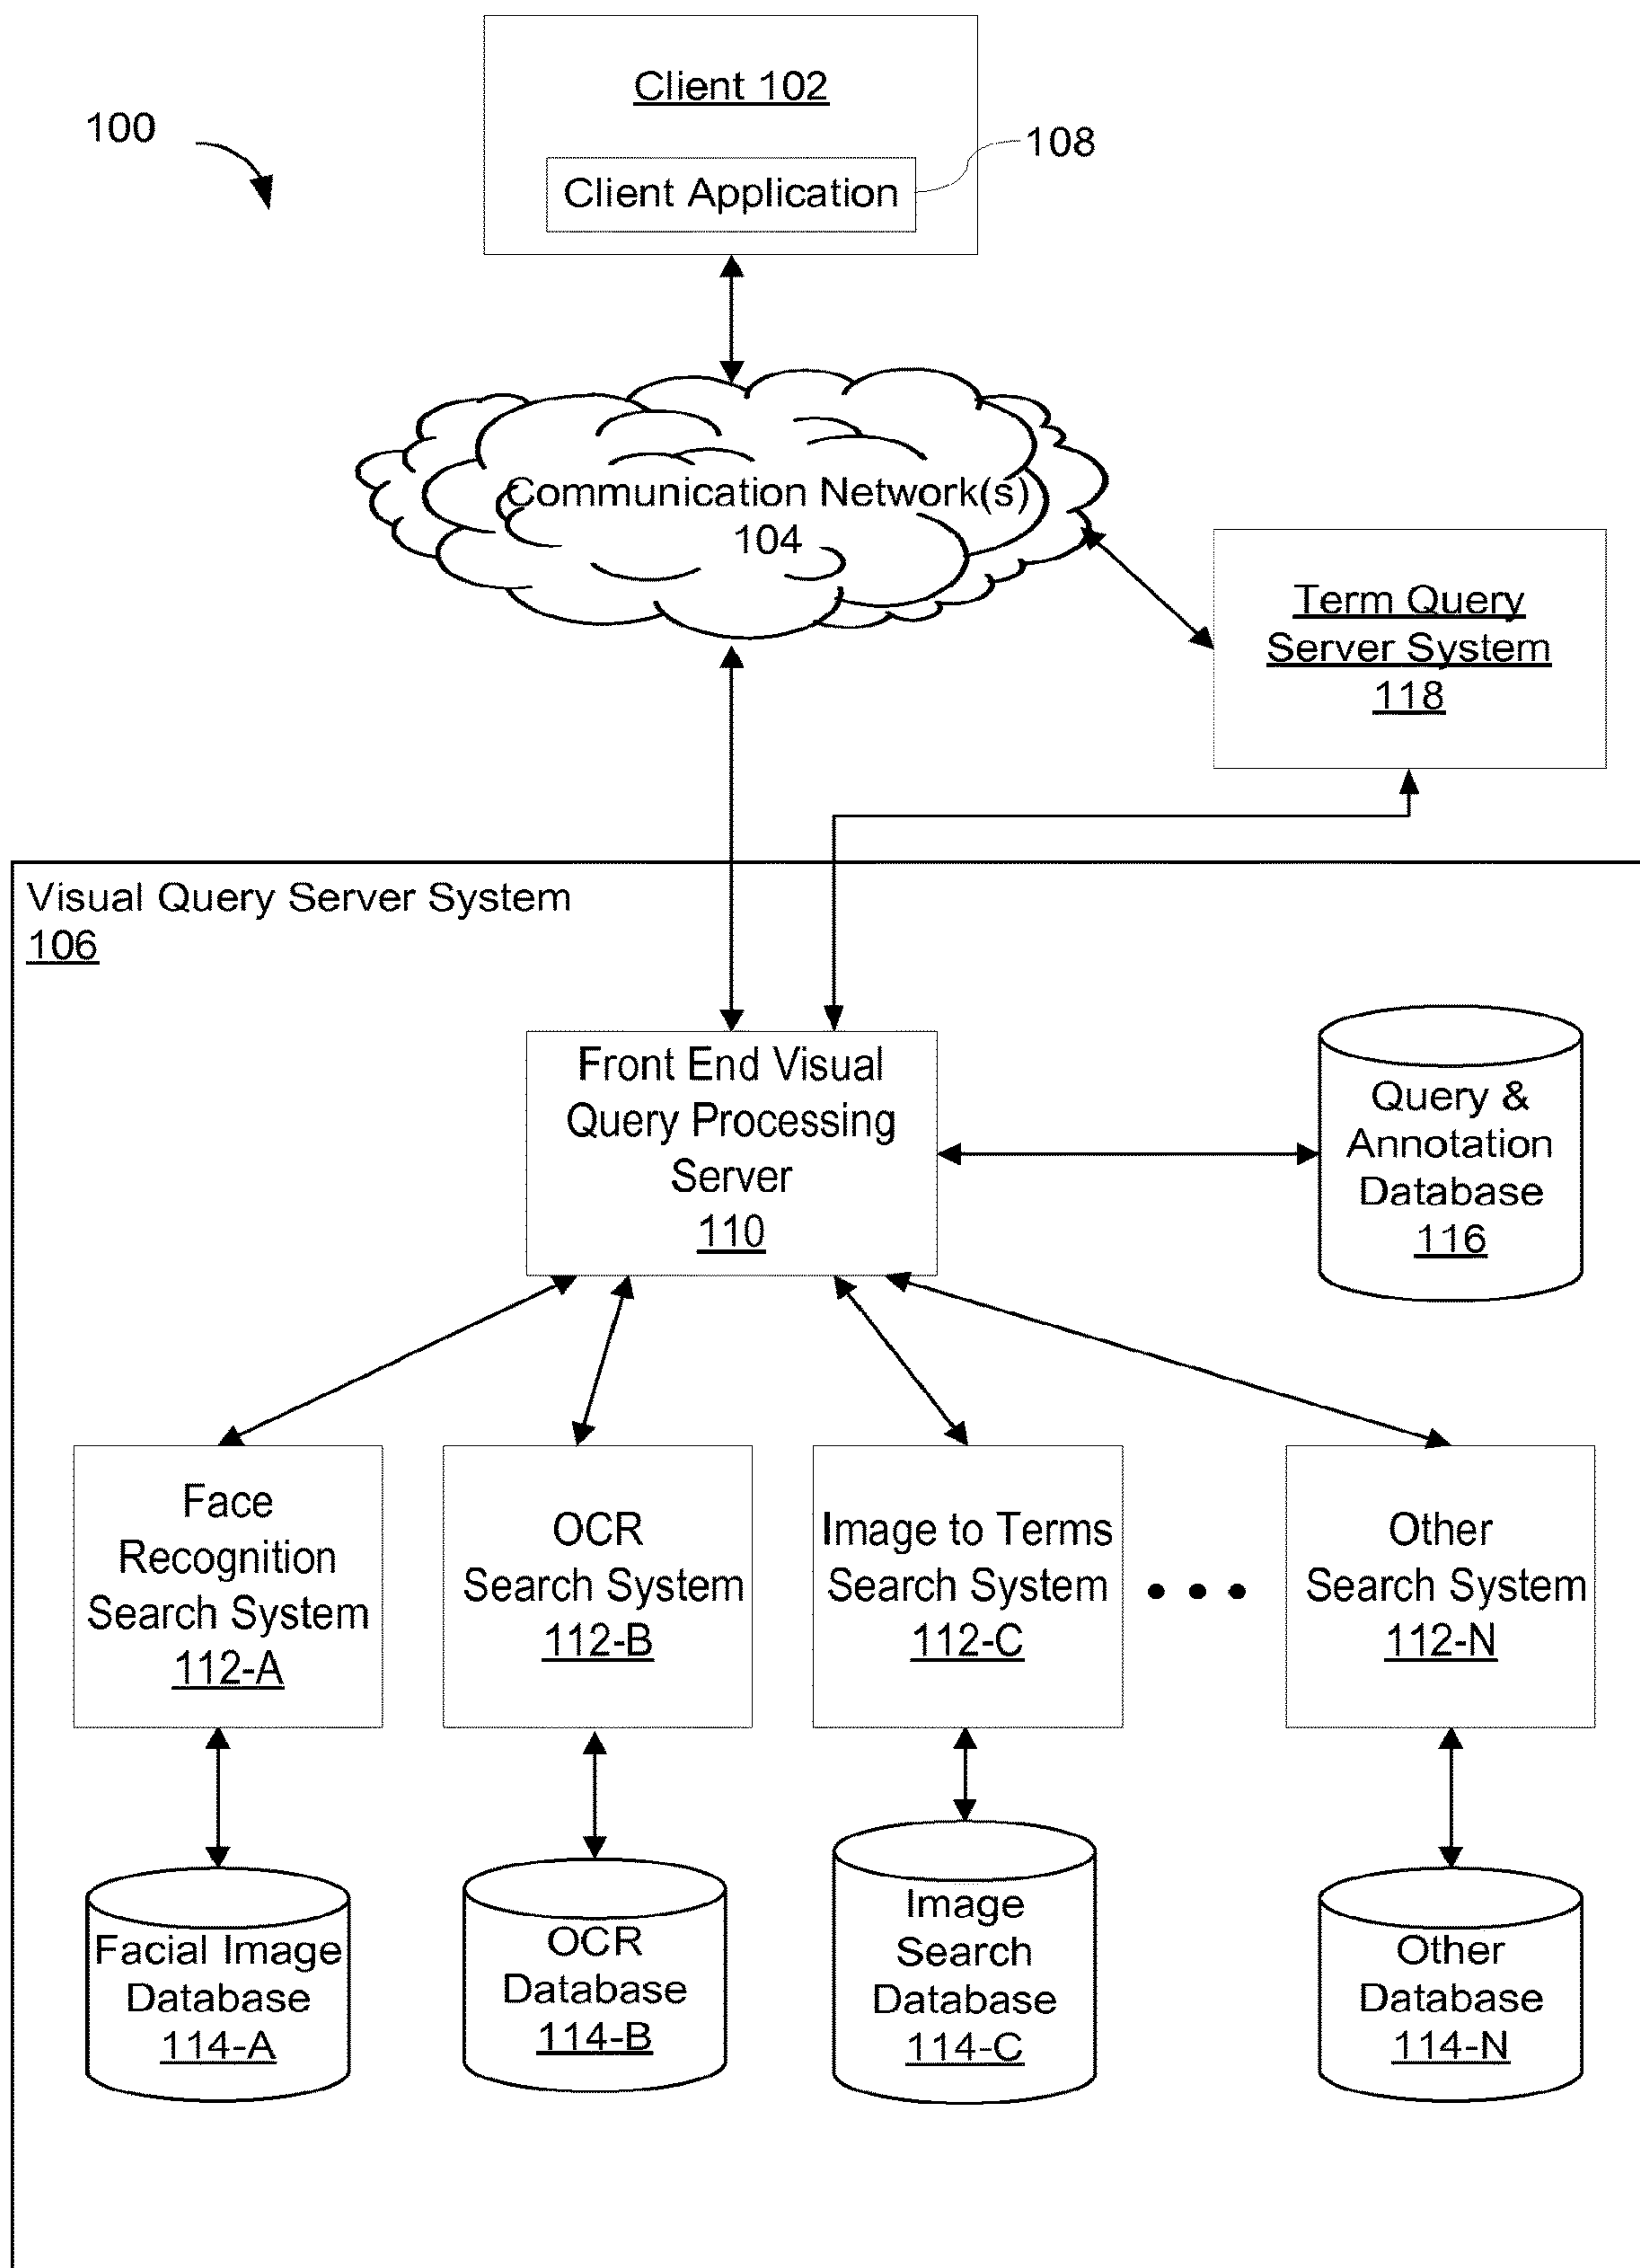 Client 102
100
108
Client Application
Communication Network(s)
104
Term Query
Server System
118
Visual Query Server System
106
Front End Visual
Query Processing
Server
110
Query &
Annotation
Database
116
Face
Recognition
Search System
112-A
OCR
Search System
112-B
Image to Terms
Search System
112-C
• • •
Other
Search System
112-N
Facial Image
Database
114-A
OCR
Database
114-B
Image
Search
Database
114-C
Other
Database
114-N